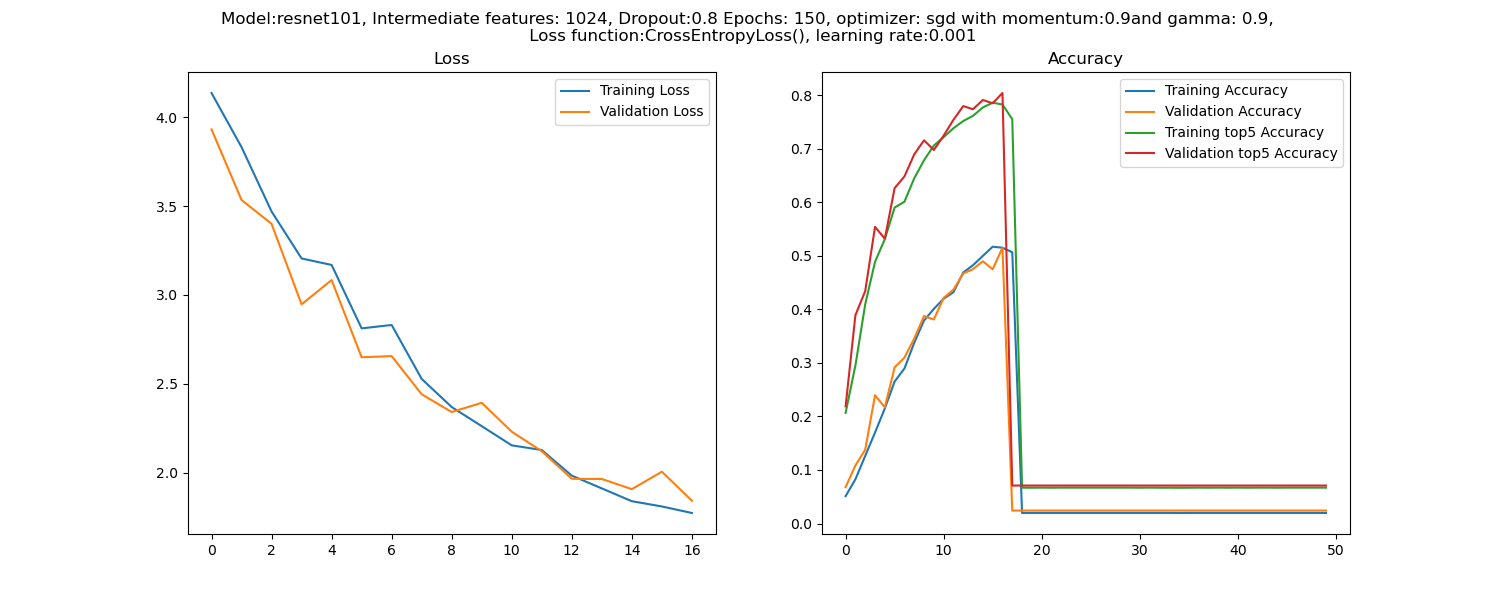 Model:resnet101, Intermediate features: 1024, Dropout:0.8 Epochs: 150, optimizer: sgd with momentum:0.9and gamma: 0.9,
Loss function:CrossEntropyLoss(), learning rate:0.001
Loss
Training Loss
Validation Loss
4.0
3.5
3.0
2.5
2.0
0 2 4 6 8 10 12 14 16
Accuracy
Training Accuracy
Validation Accuracy
Training top5 Accuracy
Validation top5 Accuracy
0.8
0.7
0.6
0.5
0.4
0.3
0.2
0.1
0.0
0 10 20 30 40 50